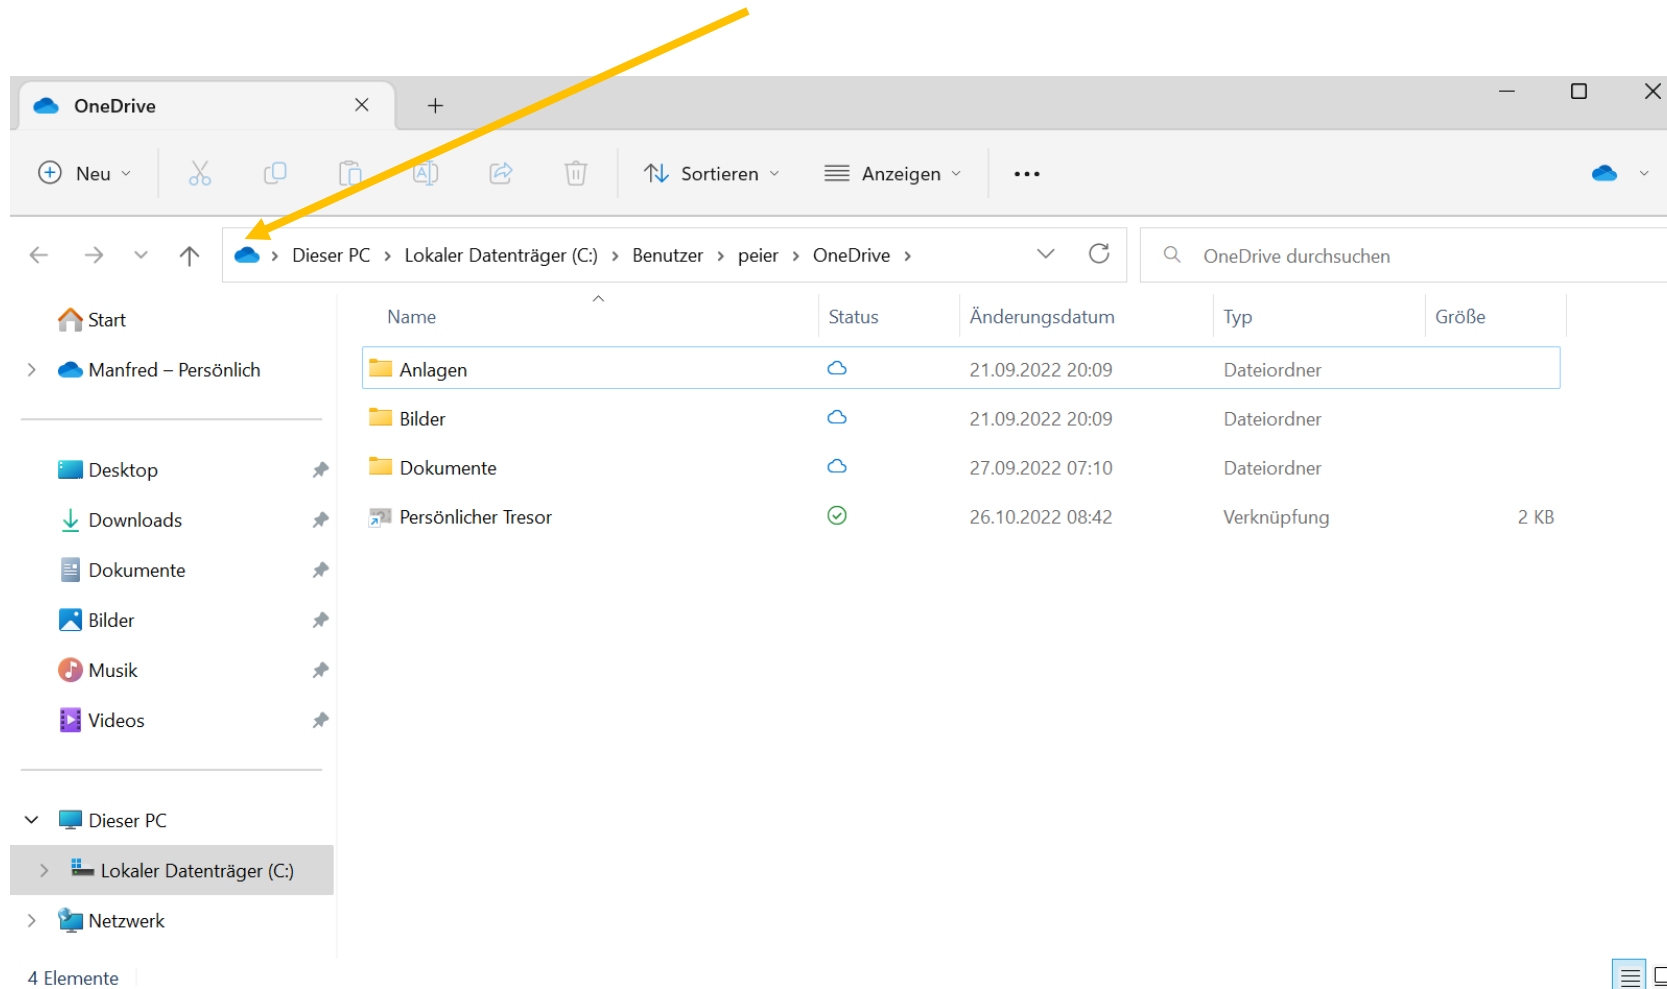 OneDrive
Neu
Sortieren
Anzeigen
Dieser PC > Lokaler Datenträger (C:) > Benutzer > peier > OneDrive >
OneDrive durchsuchen
Name Status Änderungsdatum Typ Größe
Start
Manfred – Persönlich
Anlagen 21.09.2022 20:09 Dateiordner
Bilder 21.09.2022 20:09 Dateiordner
Dokumente 27.09.2022 07:10 Dateiordner
Persönlicher Tresor 26.10.2022 08:42 Verknüpfung 2 KB
Desktop
Downloads
Dokumente
Bilder
Musik
Videos
Dieser PC
Lokaler Datenträger (C:)
Netzwerk
4 Elemente